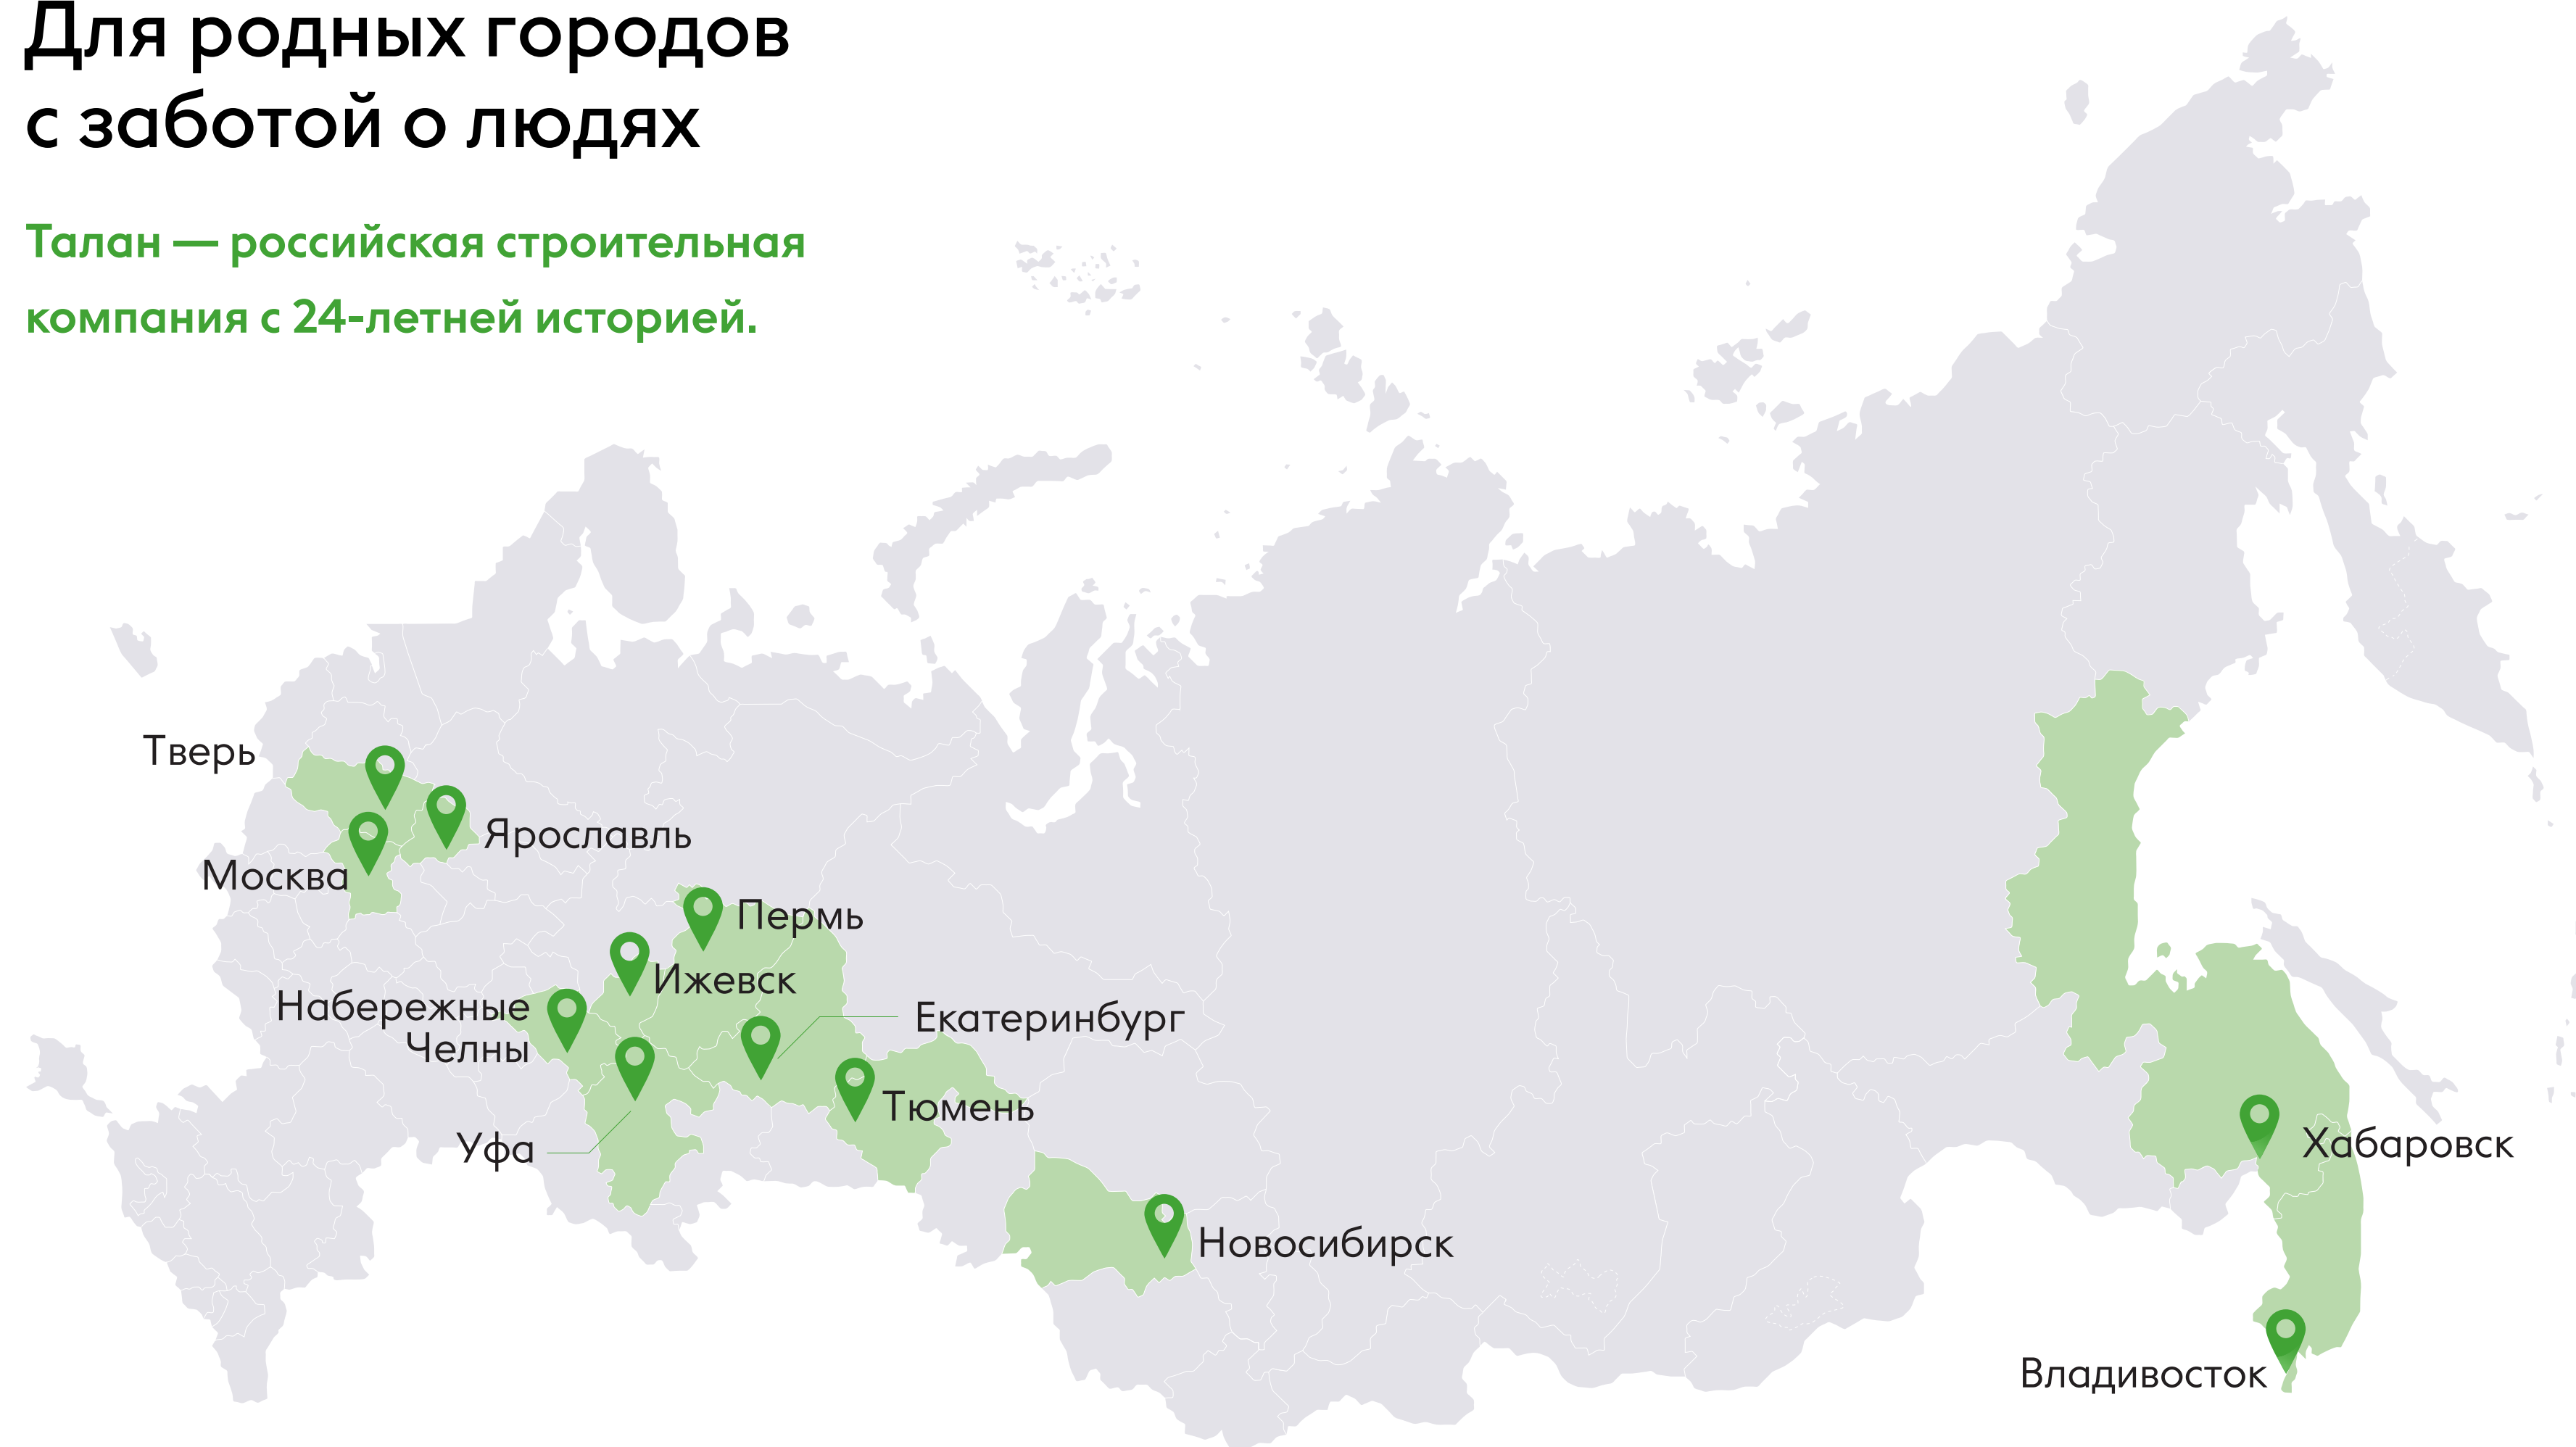 Для родных городов
с заботой о людях
Талан — российская строительная
компания с 24-летней историей.
Тверь
Ярославль
Москва
Пермь
Ижевск
Набережные
Челны
Екатеринбург
Тюмень
Уфа
Новосибирск
Хабаровск
Владивосток